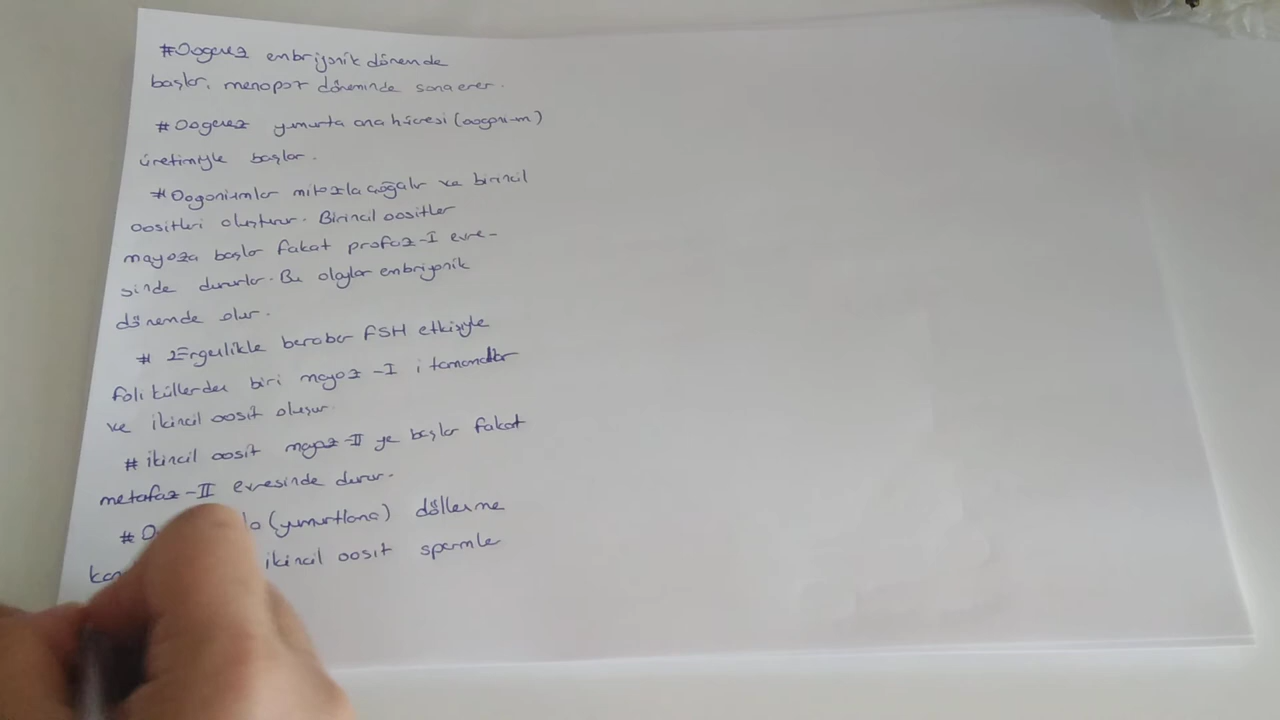 #Oogenez embriyonik dönemde
başlar, menopoz döneminde sona erer.
#Oogenez yumurta ana hücresi (oogonium)
üretimiyle başlar.
#Oogoniumlar mitozla çoğalır ve birincil
oositleri oluşturur. Birincil oositler
mayoza başlar fakat profaz-I evre-
sinde dururlar. Bu olaylar embriyonik
dönemde olur.
# Ergenlikle beraber FSH etkisiyle
foliküllerden biri mayoz-I i tamamlar
ve ikincil oosit oluşur.
# ikincil oosit mayoz-II ye başlar fakat
metafaz-II evresinde durur.
# (yumurtlama) döllenme
ikincil oosit spermle